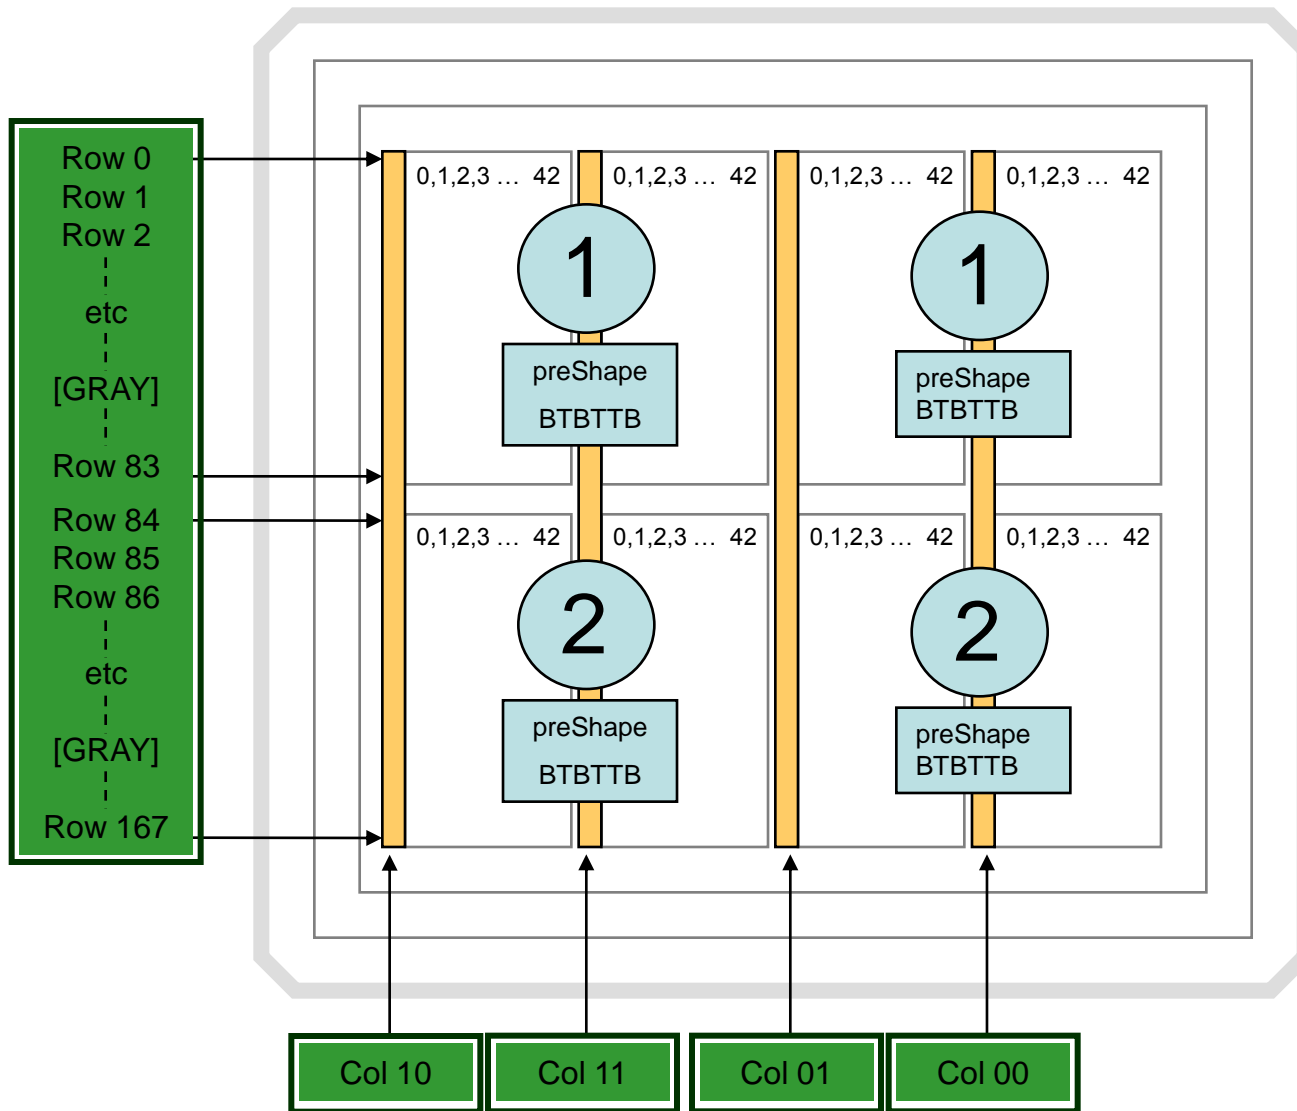 Row 0
Row 1
Row 2
etc
[GRAY]
Row 83
Row 84
Row 85
Row 86
etc
[GRAY]
Row 167
0,1,2,3 ... 42
0,1,2,3 ... 42
0,1,2,3 ... 42
0,1,2,3 ... 42
1
1
preShape
BTBTTB
preShape
BTBTTB
0,1,2,3 ... 42
0,1,2,3 ... 42
0,1,2,3 ... 42
0,1,2,3 ... 42
2
2
preShape
BTBTTB
preShape
BTBTTB
Col 10
Col 11
Col 01
Col 00